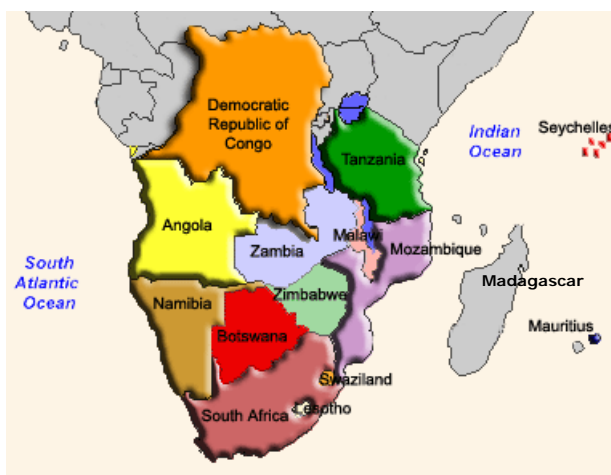 Democratic
Republic of
Congo
Indian
Ocean
Seychelles
Tanzania
Angola
Zambia
Malawi
Mozambique
South
Atlantic
Ocean
Madagascar
Namibia
Zimbabwe
Botswana
Mauritius
Swaziland
South Africa
Lesotho